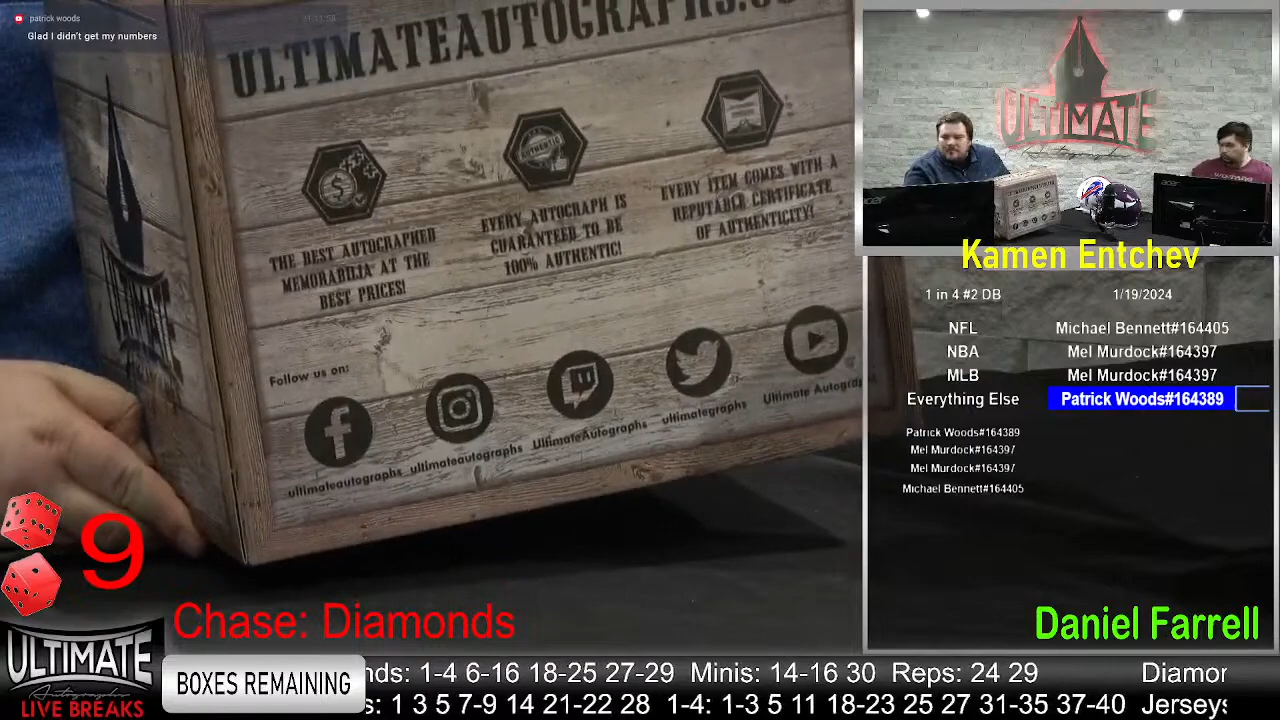 patrick woods
Glad I didn't get my numbers
THE BEST AUTOGRAPHED
MEMORABILIA AT THE
BEST PRICES!
AUTHENTIC
EVERY AUTOGRAPH IS
GUARANTEED TO BE
100% AUTHENTIC!
EVERY ITEM COMES WITH A
REPUTABLE CERTIFICATE
OF AUTHENTICITY!
Follow us on:
ultimateautographs
ultimateautographs
UltimateAutographs
ultimategraphs
ULTIMATE
Kamen Entchev
1 in 4 #2 DB 1/19/2024
NFL Michael Bennett#164405
NBA Mel Murdock#164397
MLB Mel Murdock#164397
Everything Else Patrick Woods#164389
Patrick Woods#164389
Mel Murdock#164397
Mel Murdock#164397
Michael Bennett#164405
Daniel Farrell
9
Chase: Diamonds
ULTIMATE
Autographs
LIVE BREAKS
BOXES REMAINING
nds: 1-4 6-16 18-25 27-29 Minis: 14-16 30 Reps: 24 29 Diamor
s: 1 3 5 7-9 14 21-22 28 1-4: 1-3 5 11 18-23 25 27 31-35 37-40 Jerseys